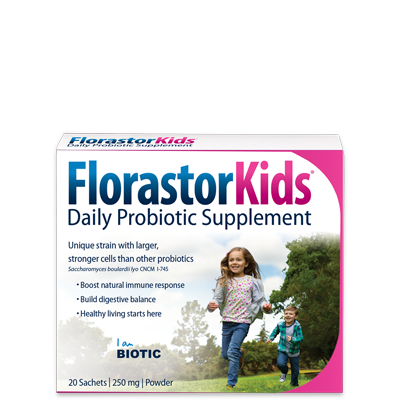 FlorastorKids
Daily Probiotic Supplement
FlorastorKids®
Daily Probiotic Supplement
Unique strain with larger,
stronger cells than other probiotics
Saccharomyces boulardii lyo CNCM I-745
• Boost natural immune response
• Build digestive balance
• Healthy living starts here
I am
BIOTIC
20 Sachets | 250 mg | Powder